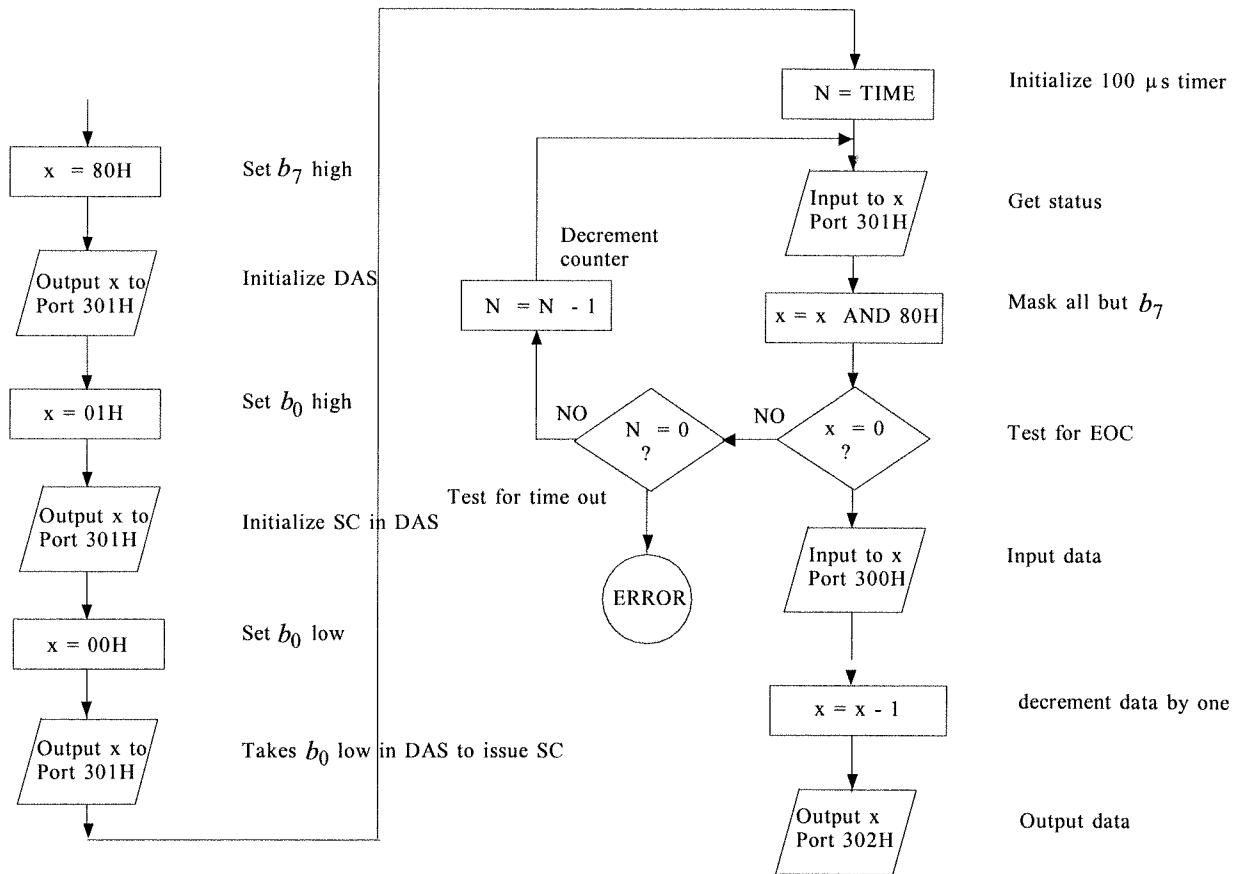 x = 80H
Set b7 high
Output x to
Port 301H
Initialize DAS
x = 01H
Set b0 high
Output x to
Port 301H
Initialize SC in DAS
x = 00H
Set b0 low
Output x to
Port 301H
Takes b0 low in DAS to issue SC
N = TIME
Initialize 100 μs timer
Input to x
Port 301H
Get status
Decrement
counter
N = N - 1
x = x AND 80H
Mask all but b7
NO
N = 0
?
NO
x = 0
?
Test for EOC
Test for time out
ERROR
Input to x
Port 300H
Input data
x = x - 1
decrement data by one
Output x
Port 302H
Output data